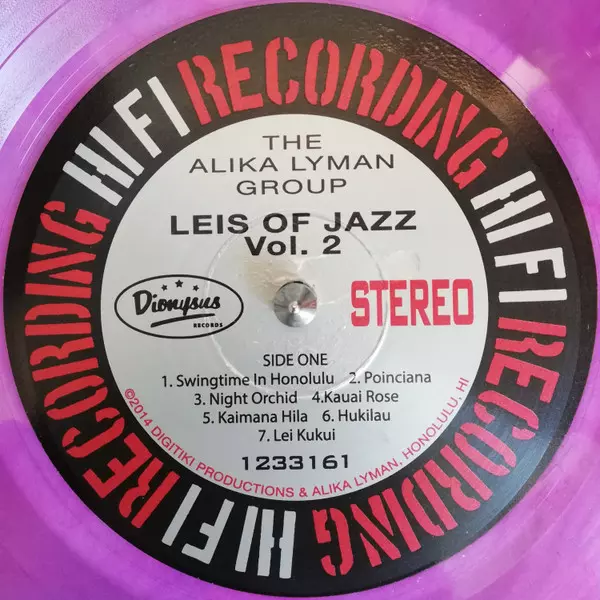 HI FI RECORDING HI FI RECORDING HI FI RECORDING
THE
ALIKA LYMAN
GROUP
LEIS OF JAZZ
Vol. 2
Dionysus
RECORDS
STEREO
SIDE ONE
1. Swingtime In Honolulu 2. Poinciana
3. Night Orchid 4.Kauai Rose
5. Kaimana Hila 6. Hukilau
7. Lei Kukui
1233161
©2014 DIGITIKI PRODUCTIONS & ALIKA LYMAN, HONOLULU, HI